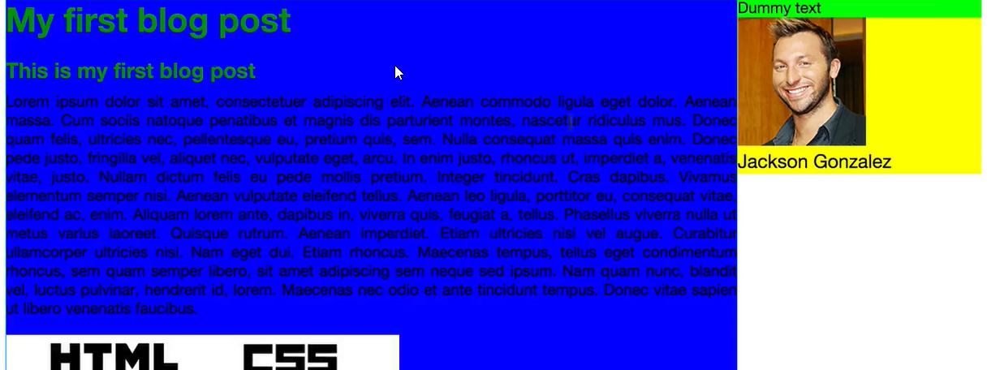 My first blog post
This is my first blog post
Lorem ipsum dolor sit amet, consectetuer adipiscing elit. Aenean commodo ligula eget dolor. Aenean
massa. Cum sociis natoque penatibus et magnis dis parturient montes, nascetur ridiculus mus. Donec
quam felis, ultricies nec, pellentesque eu, pretium quis, sem. Nulla consequat massa quis enim. Donec
pede justo, fringilla vel, aliquet nec, vulputate eget, arcu. In enim justo, rhoncus ut, imperdiet a, venenatis
vitae, justo. Nullam dictum felis eu pede mollis pretium. Integer tincidunt. Cras dapibus. Vivamus
elementum semper nisi. Aenean vulputate eleifend tellus. Aenean leo ligula, porttitor eu, consequat vitae,
eleifend ac, enim. Aliquam lorem ante, dapibus in, viverra quis, feugiat a, tellus. Phasellus viverra nulla ut
metus varius laoreet. Quisque rutrum. Aenean imperdiet. Etiam ultricies nisi vel augue. Curabitur
ullamcorper ultricies nisi. Nam eget dui. Etiam rhoncus. Maecenas tempus, tellus eget condimentum
rhoncus, sem quam semper libero, sit amet adipiscing sem neque sed ipsum. Nam quam nunc, blandit
vel, luctus pulvinar, hendrerit id, lorem. Maecenas nec odio et ante tincidunt tempus. Donec vitae sapien
ut libero venenatis faucibus.
HTML CSS
Dummy text
Jackson Gonzalez